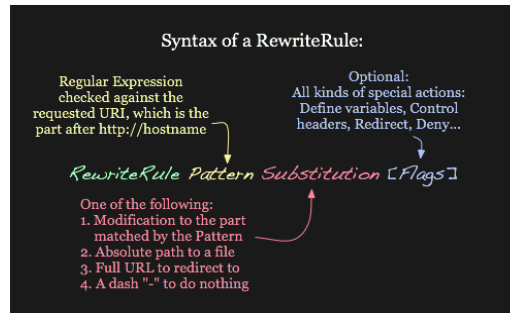 Syntax of a RewriteRule:
Regular Expression
checked against the
requested URI, which is the
part after http://hostname
Optional:
All kinds of special actions:
Define variables, Control
headers, Redirect, Deny...
RewriteRule Pattern Substitution [Flags]
One of the following:
1. Modification to the part
matched by the Pattern
2. Absolute path to a file
3. Full URL to redirect to
4. A dash "-" to do nothing